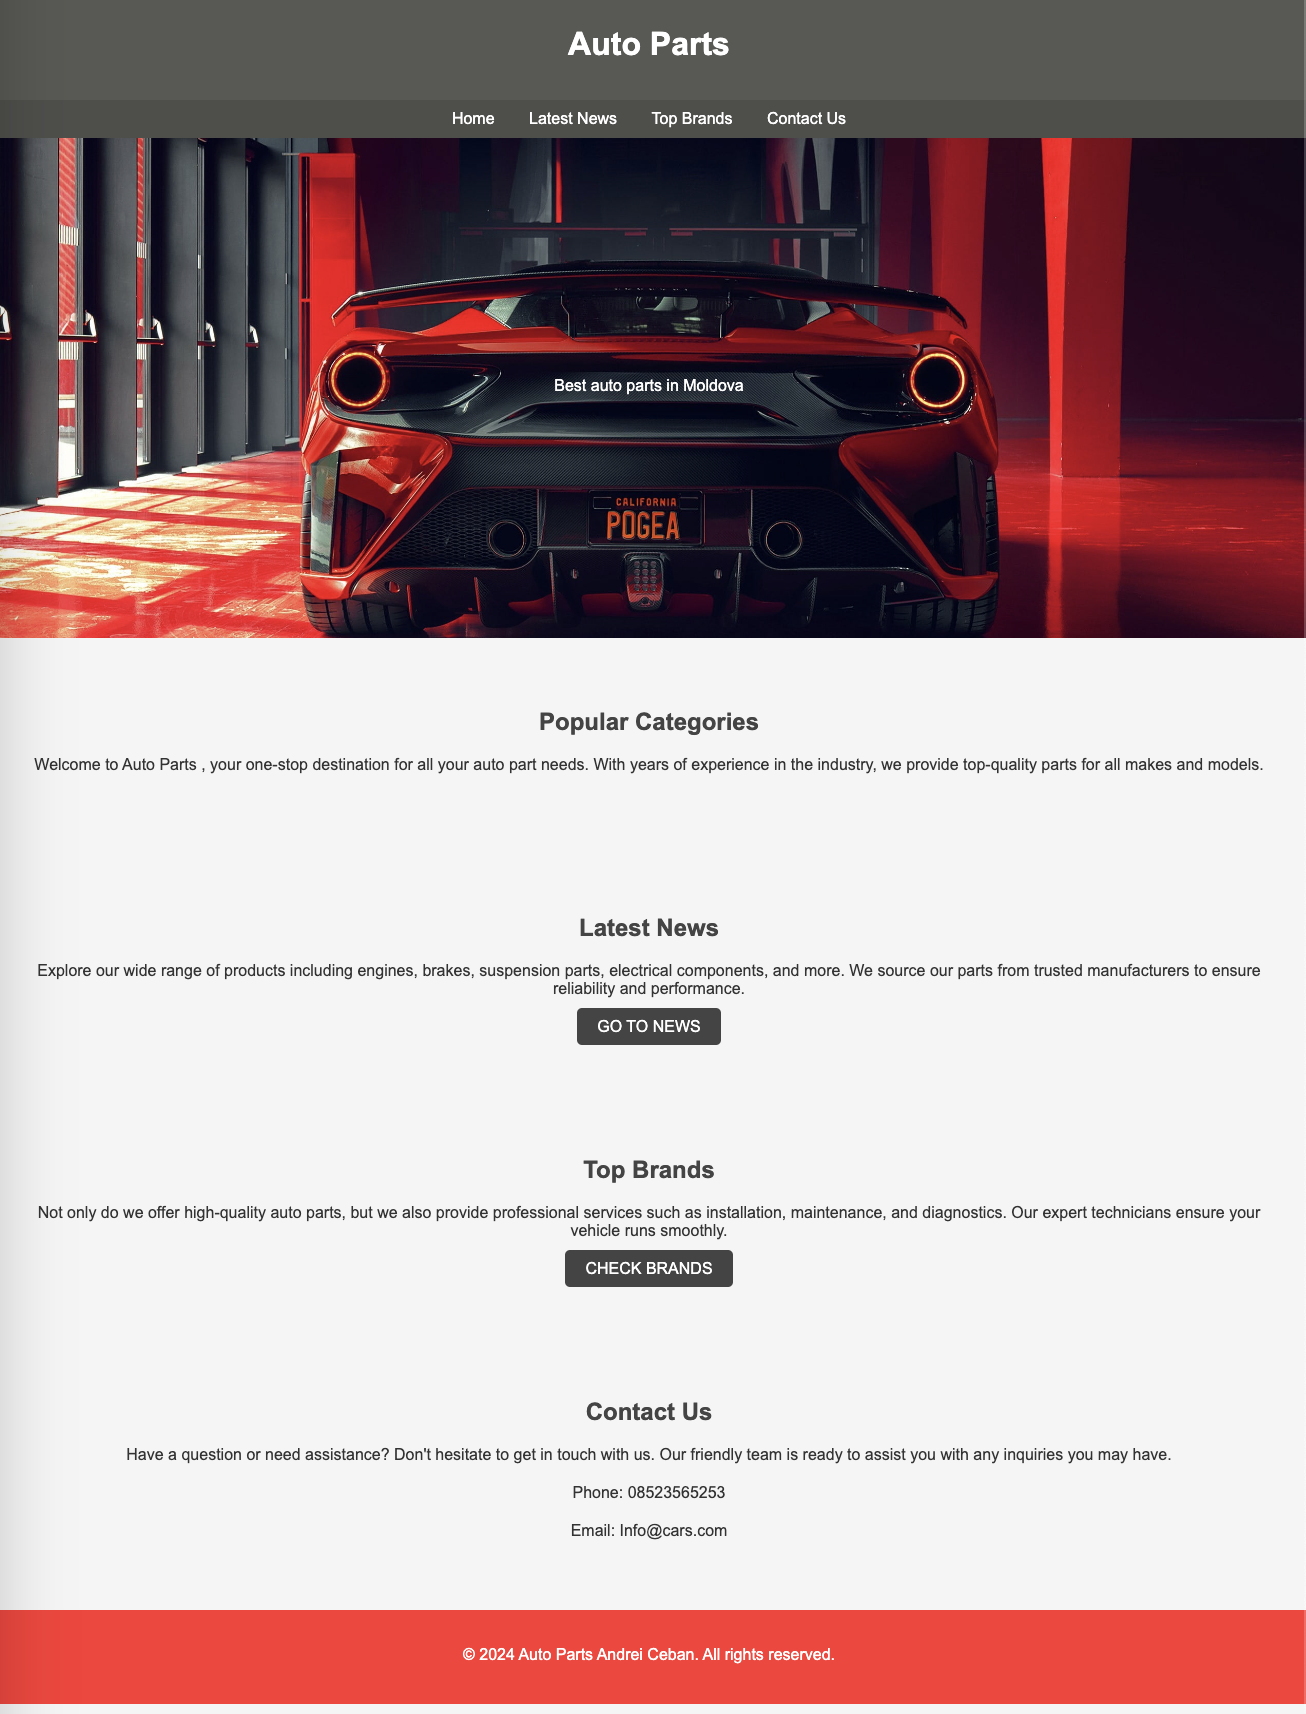 Auto Parts
Home Latest News Top Brands Contact Us
Best auto parts in Moldova
CALIFORNIA
POGEA
Popular Categories
Welcome to Auto Parts , your one-stop destination for all your auto part needs. With years of experience in the industry, we provide top-quality parts for all makes and models.
Latest News
Explore our wide range of products including engines, brakes, suspension parts, electrical components, and more. We source our parts from trusted manufacturers to ensure
reliability and performance.
GO TO NEWS
Top Brands
Not only do we offer high-quality auto parts, but we also provide professional services such as installation, maintenance, and diagnostics. Our expert technicians ensure your
vehicle runs smoothly.
CHECK BRANDS
Contact Us
Have a question or need assistance? Don't hesitate to get in touch with us. Our friendly team is ready to assist you with any inquiries you may have.
Phone: 08523565253
Email: Info@cars.com
© 2024 Auto Parts Andrei Ceban. All rights reserved.